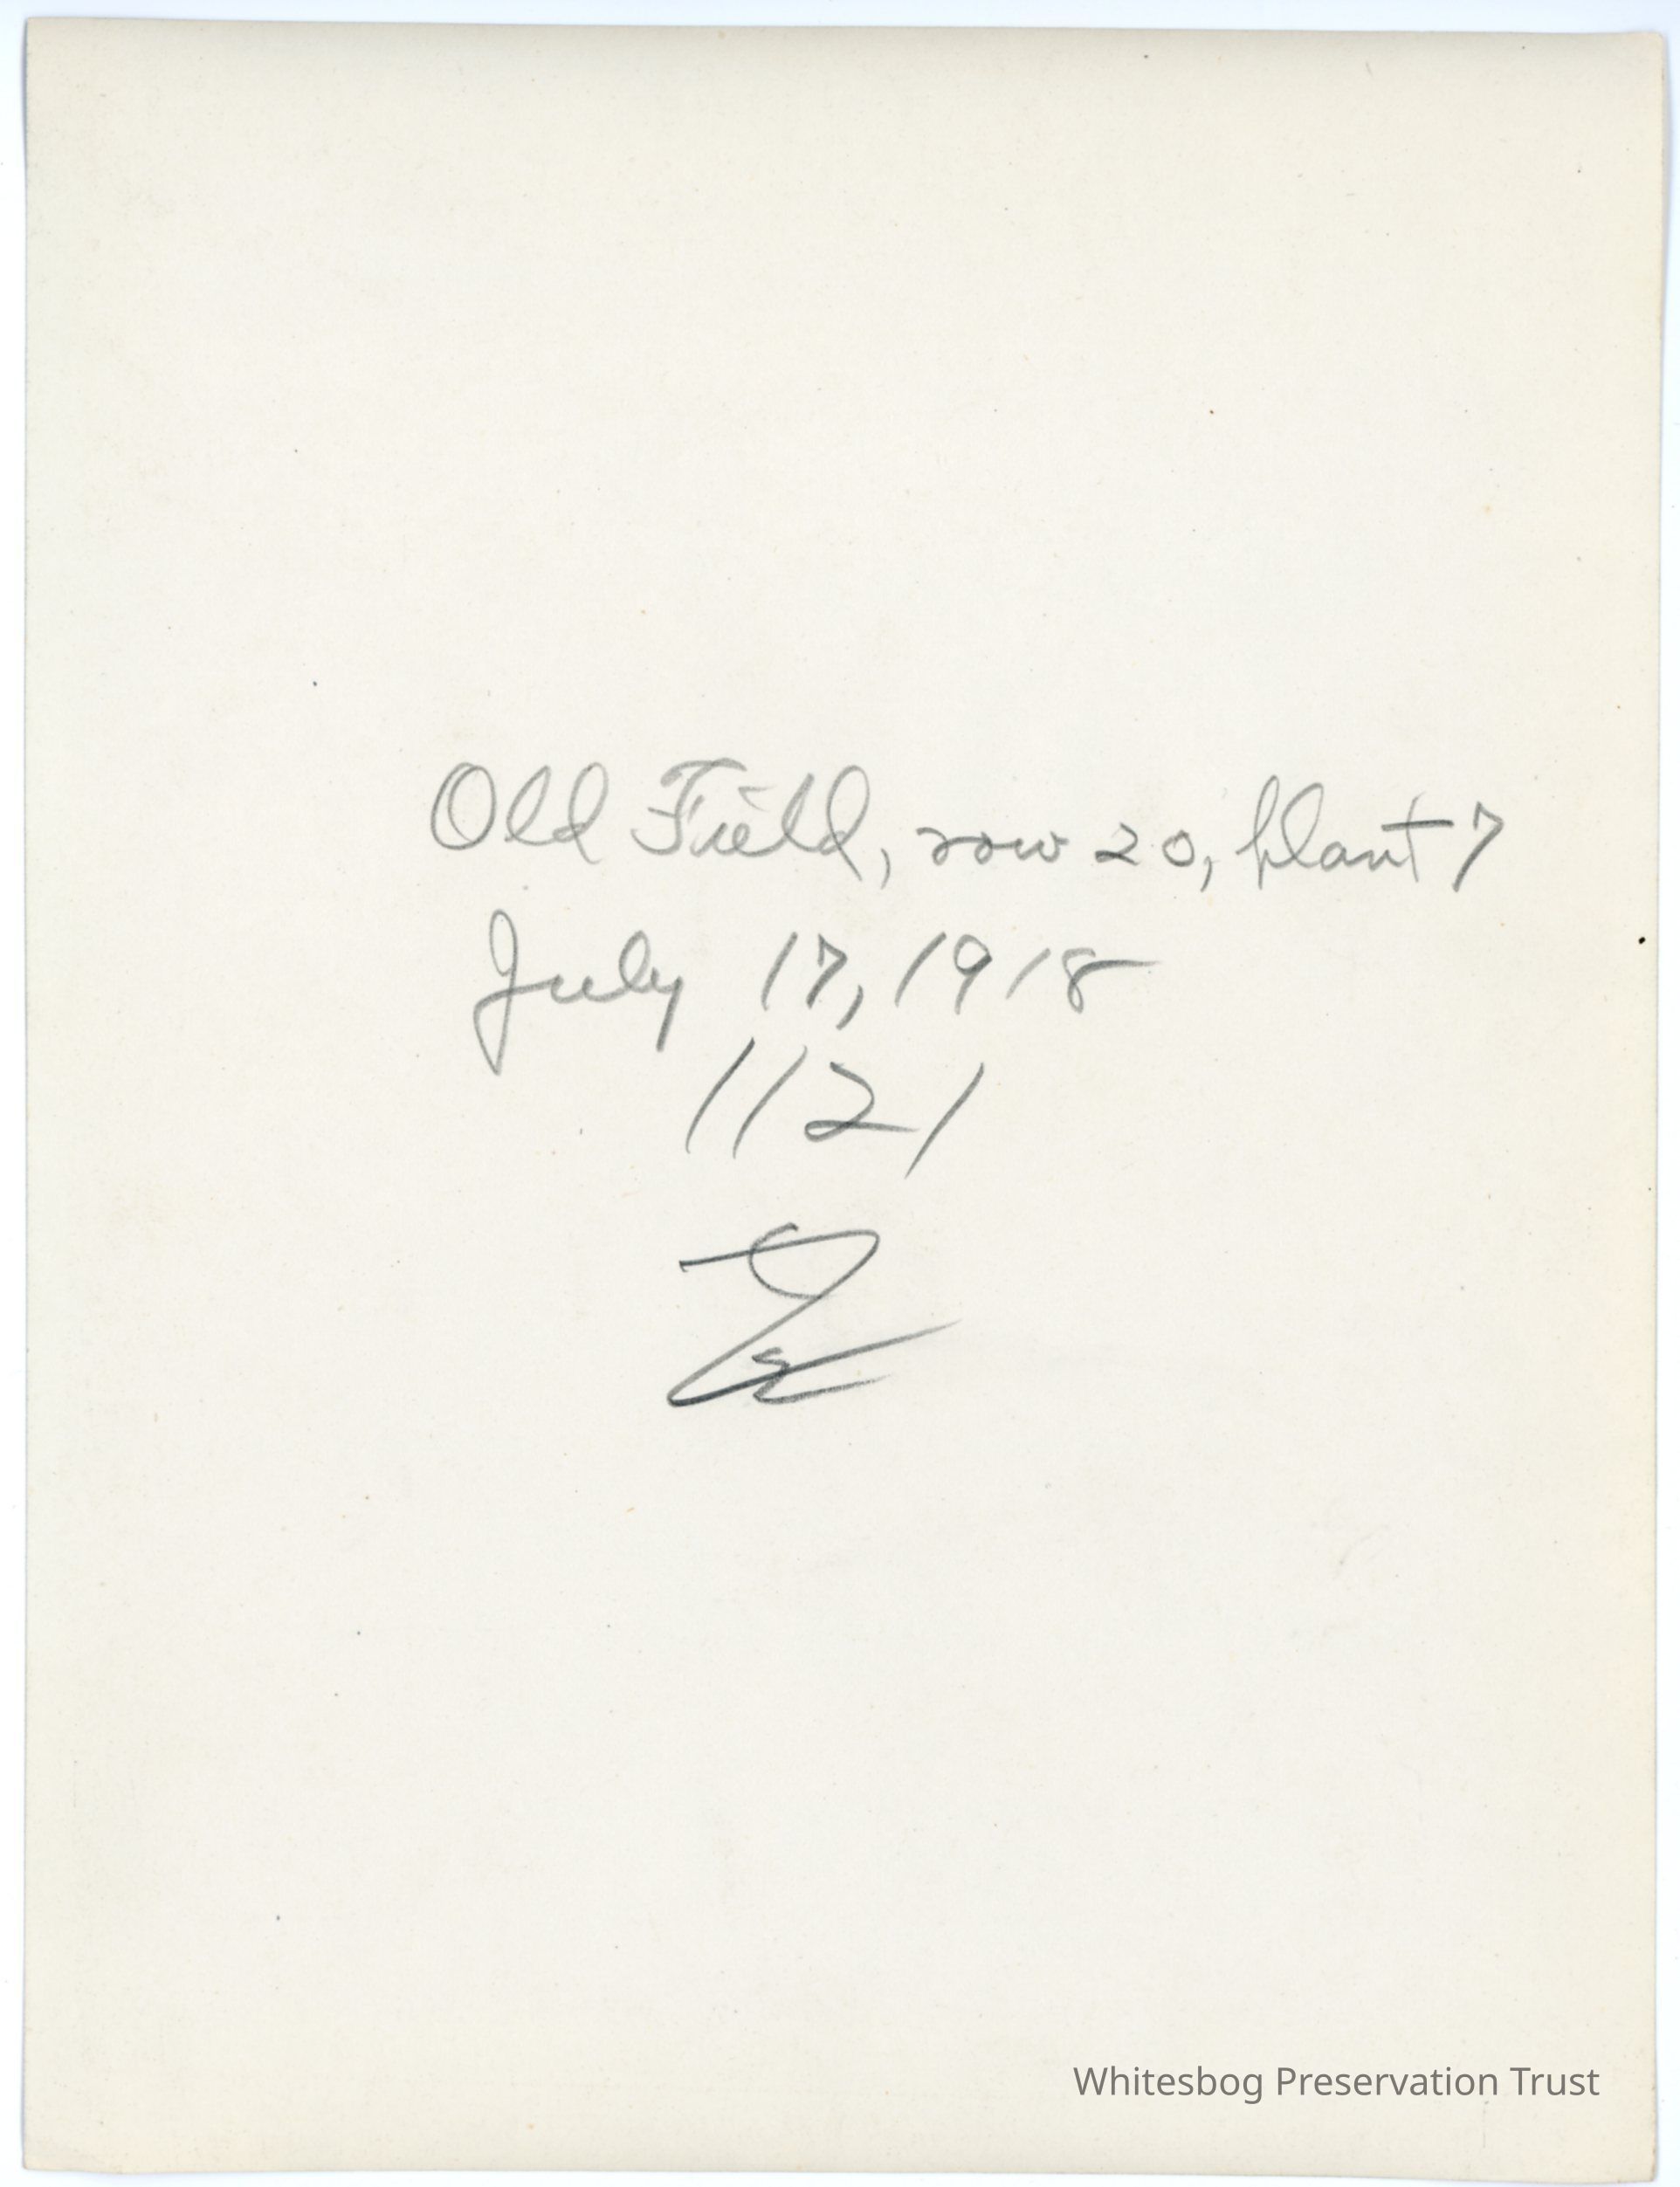 Old Field, row 20, plant 7
July 17, 1918
1121
Whitesbog Preservation Trust